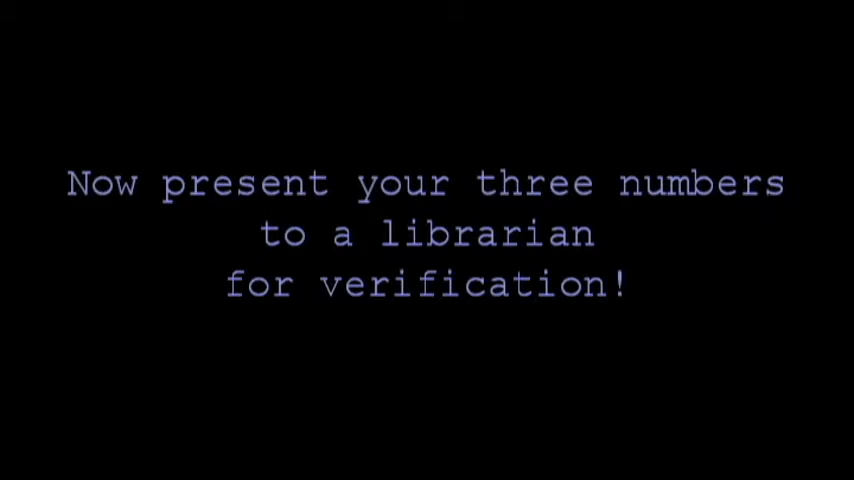 Now present your three numbers
to a librarian
for verification!